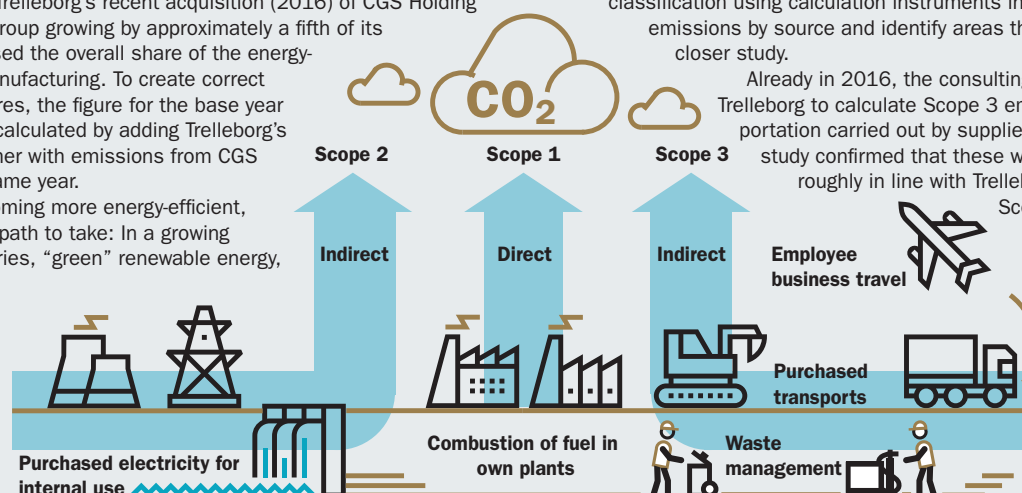 Trelleborg's recent acquisition (2016) of CGS Holding
roup growing by approximately a fifth of its
sed the overall share of the energy-
nufacturing. To create correct
res, the figure for the base year
calculated by adding Trelleborg's
her with emissions from CGS
ame year.
ming more energy-efficient,
path to take: In a growing
ries, "green" renewable energy,
classification using calculation instruments in
emissions by source and identify areas th
closer study.
Already in 2016, the consulting
Trelleborg to calculate Scope 3 em
portation carried out by supplie
study confirmed that these w
roughly in line with Trelle
Sco
CO2
Scope 2
Scope 1
Scope 3
Indirect
Direct
Indirect
Employee
business travel
Purchased
transports
Purchased electricity for
internal use
Combustion of fuel in
own plants
Waste
management